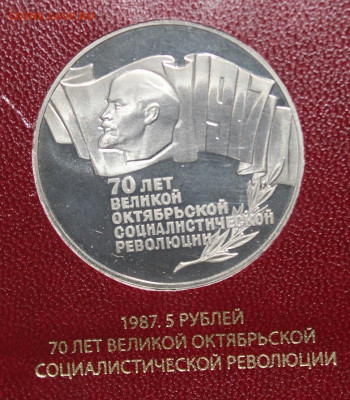 1917
70 ЛЕТ
ВЕЛИКОЙ
ОКТЯБРЬСКОЙ
СОЦИАЛИСТИЧЕСКОЙ
РЕВОЛЮЦИИ
1987. 5 РУБЛЕЙ
70 ЛЕТ ВЕЛИКОЙ ОКТЯБРЬСКОЙ
СОЦИАЛИСТИЧЕСКОЙ РЕВОЛЮЦИИ